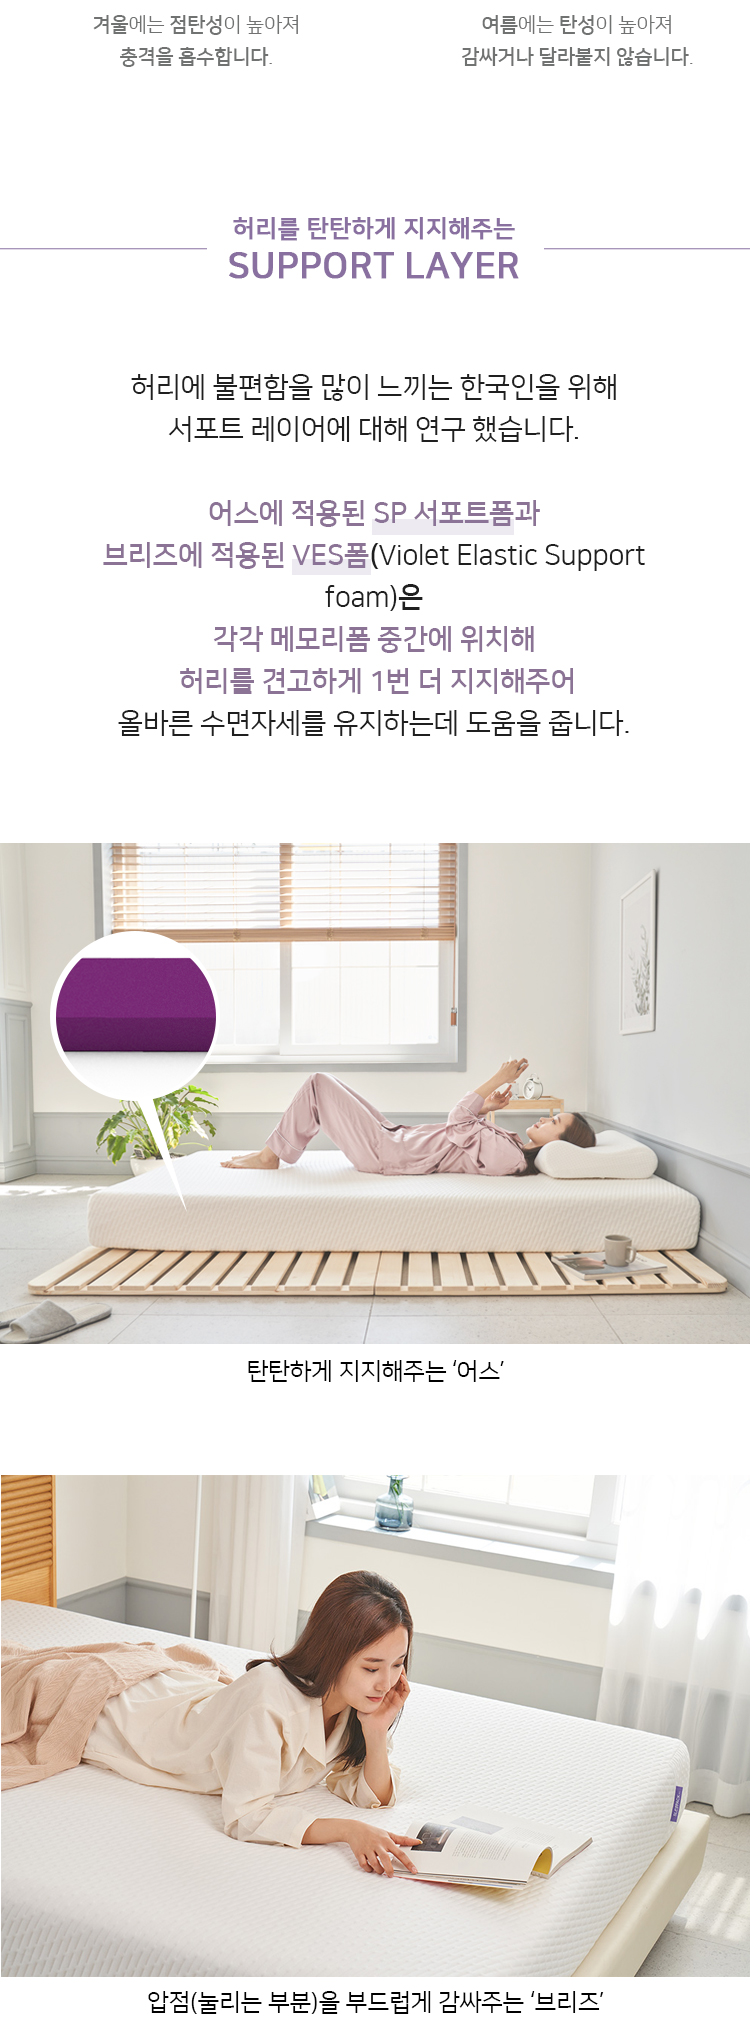 겨울에는 점탄성이 높아져
충격을 흡수합니다.
여름에는 탄성이 높아져
감싸거나 달라붙지 않습니다.
허리를 탄탄하게 지지해주는
SUPPORT LAYER
허리에 불편함을 많이 느끼는 한국인을 위해
서포트 레이어에 대해 연구 했습니다.
어스에 적용된 SP 서포트폼과
브리즈에 적용된 VES폼(Violet Elastic Support
foam)은
각각 메모리폼 중간에 위치해
허리를 견고하게 1번 더 지지해주어
올바른 수면자세를 유지하는데 도움을 줍니다.
탄탄하게 지지해주는 ‘어스’
압점(눌리는 부분)을 부드럽게 감싸주는 ‘브리즈’